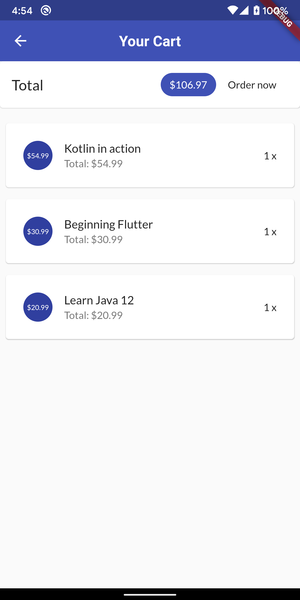 4:54
100%
DEBUG
Your Cart
Total
$106.97
Order now
$54.99
Kotlin in action
Total: $54.99
1 x
$30.99
Beginning Flutter
Total: $30.99
1 x
$20.99
Learn Java 12
Total: $20.99
1 x